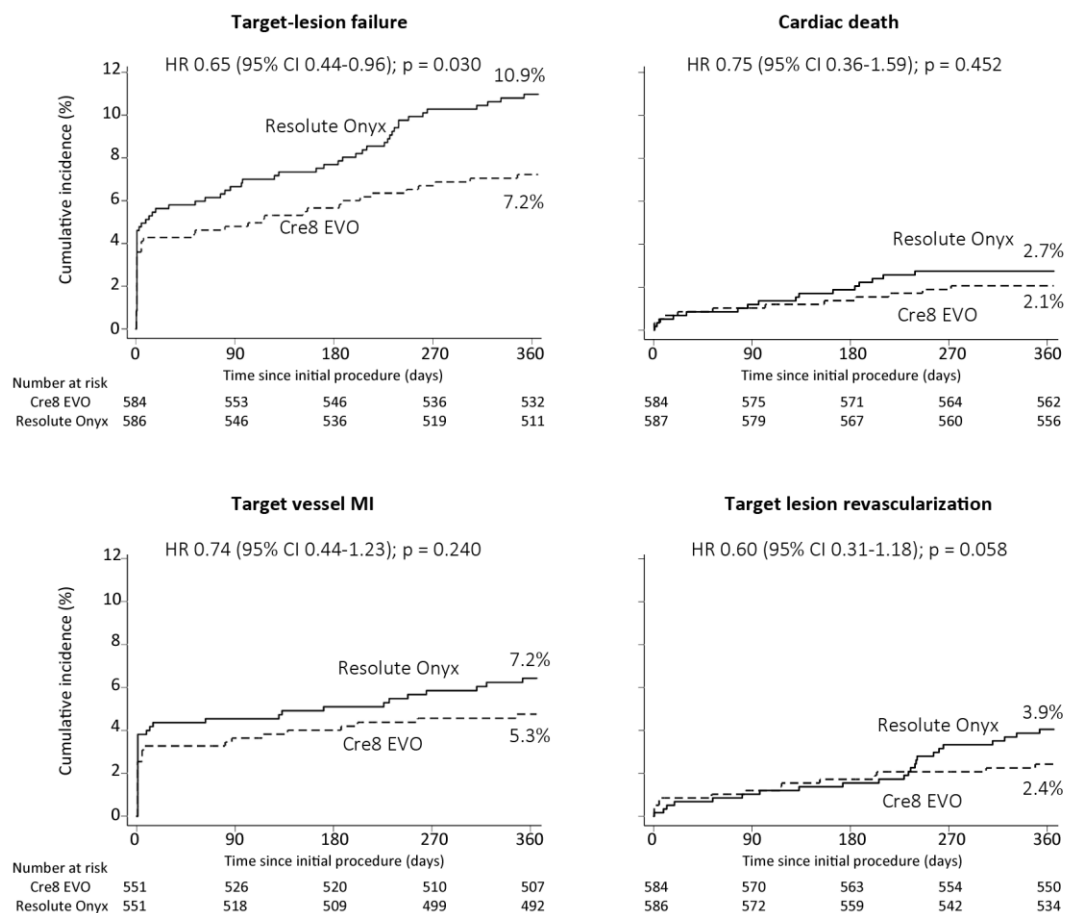 Target-lesion failure
HR 0.65 (95% CI 0.44-0.96); p = 0.030
Cumulative incidence (%)
12
10
8
6
4
2
0
10.9%
Resolute Onyx
7.2%
Cre8 EVO
0 90 180 270 360
Time since initial procedure (days)
Number at risk
Cre8 EVO 584 553 546 536 532
Resolute Onyx 586 546 536 519 511
Cardiac death
HR 0.75 (95% CI 0.36-1.59); p = 0.452
Resolute Onyx 2.7%
2.1%
Cre8 EVO
0 90 180 270 360
Time since initial procedure (days)
584 575 571 564 562
587 579 567 560 556
Target vessel MI
HR 0.74 (95% CI 0.44-1.23); p = 0.240
Cumulative incidence (%)
12
10
8
6
4
2
0
7.2%
Resolute Onyx
5.3%
Cre8 EVO
0 90 180 270 360
Time since initial procedure (days)
Number at risk
Cre8 EVO 551 526 520 510 507
Resolute Onyx 551 518 509 499 492
Target lesion revascularization
HR 0.60 (95% CI 0.31-1.18); p = 0.058
3.9%
Resolute Onyx
2.4%
Cre8 EVO
0 90 180 270 360
Time since initial procedure (days)
584 570 563 554 550
586 572 559 542 534